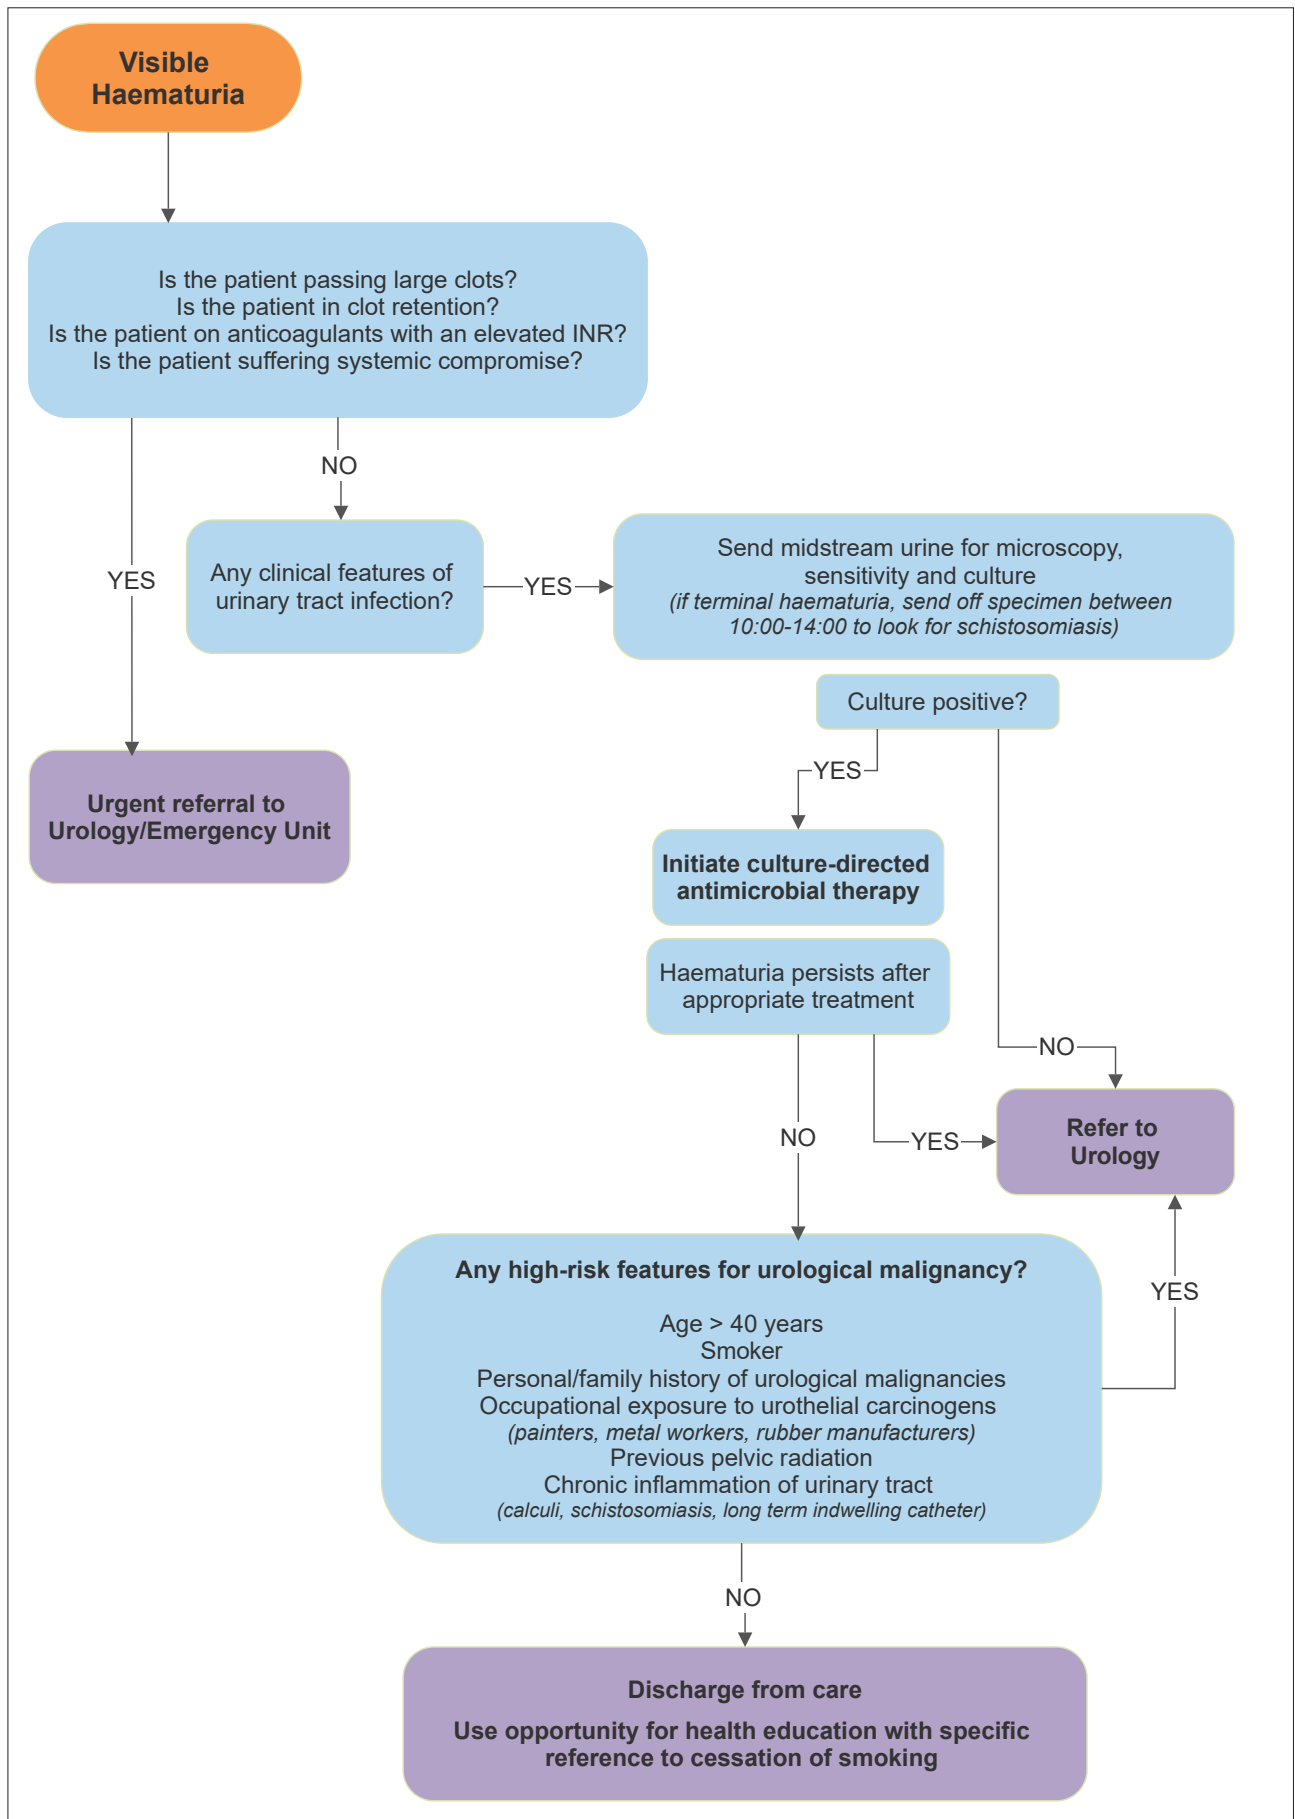 Visible
Haematuria
Is the patient passing large clots?
Is the patient in clot retention?
Is the patient on anticoagulants with an elevated INR?
Is the patient suffering systemic compromise?
NO
YES
Any clinical features of
urinary tract infection?
YES
Send midstream urine for microscopy,
sensitivity and culture
(if terminal haematuria, send off specimen between
10:00-14:00 to look for schistosomiasis)
Culture positive?
YES
Urgent referral to
Urology/Emergency Unit
Initiate culture-directed
antimicrobial therapy
Haematuria persists after
appropriate treatment
NO
NO
YES
Refer to
Urology
Any high-risk features for urological malignancy?
Age > 40 years
Smoker
Personal/family history of urological malignancies
Occupational exposure to urothelial carcinogens
(painters, metal workers, rubber manufacturers)
Previous pelvic radiation
Chronic inflammation of urinary tract
(calculi, schistosomiasis, long term indwelling catheter)
YES
NO
Discharge from care
Use opportunity for health education with specific
reference to cessation of smoking